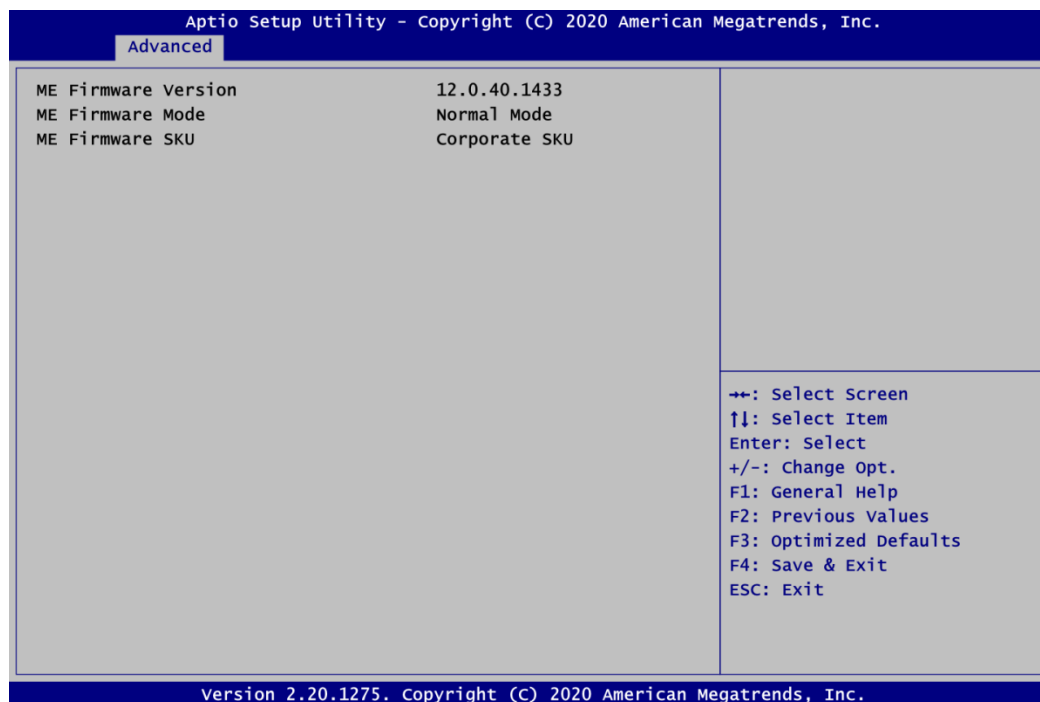 Aptio Setup Utility - Copyright (C) 2020 American Megatrends, Inc.
Advanced
ME Firmware Version 12.0.40.1433
ME Firmware Mode Normal Mode
ME Firmware SKU Corporate SKU
→←: Select Screen
↑↓: Select Item
Enter: Select
+/-: Change Opt.
F1: General Help
F2: Previous Values
F3: Optimized Defaults
F4: Save & Exit
ESC: Exit
Version 2.20.1275. Copyright (C) 2020 American Megatrends, Inc.